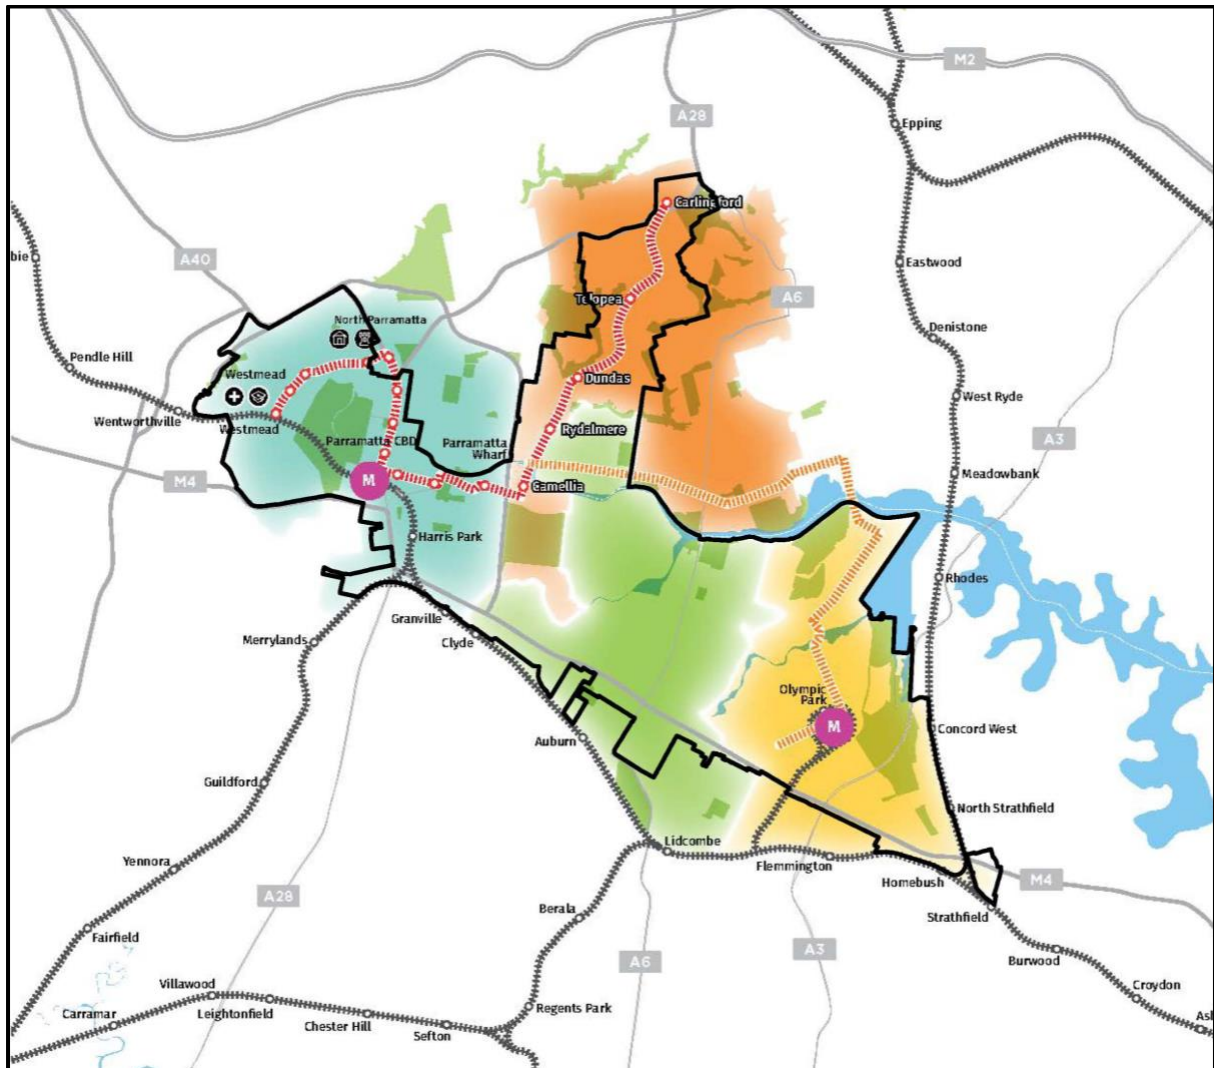 M2
A28
Epping
Carlingford
bie
A40
Eastwood
A6
Telopea
North Parramatta
Denistone
Pendle Hill
Westmead
Dundas
West Ryde
Wentworthville
Westmead
Rydalmere
A3
Parramatta CBD
Parramatta
Wharf
M4
M
Camellia
Meadowbank
Harris Park
Rhodes
Granville
Merrylands
Clyde
Olympic
Park
M
Auburn
Concord West
Guildford
North Strathfield
Lidcombe
Yennora
Flemmington
Homebush
M4
A28
Berala
Strathfield
Fairfield
A6
A3
Burwood
Villawood
Croydon
Carramar
Leightonfield
Regents Park
Chester Hill
Sefton
Asl